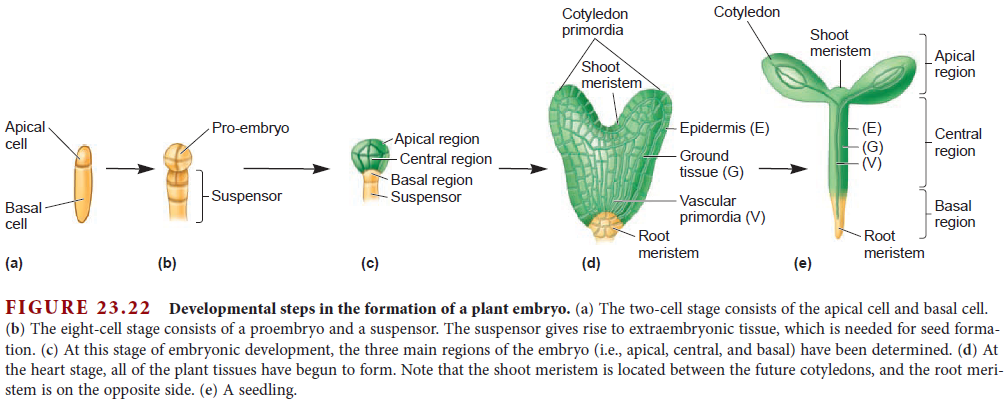 Cotyledon
primordia
Shoot
meristem
Cotyledon
Shoot
meristem
Apical
region
Apical
cell
Basal
cell
Pro-embryo
Suspensor
Apical region
Central region
Basal region
Suspensor
Epidermis (E)
Ground
tissue (G)
Vascular
primordia (V)
Root
meristem
(E)
(G)
(V)
Central
region
Basal
region
Root
meristem
(a)
(b)
(c)
(d)
(e)
FIGURE 23.22 Developmental steps in the formation of a plant embryo. (a) The two-cell stage consists of the apical cell and basal cell.
(b) The eight-cell stage consists of a proembryo and a suspensor. The suspensor gives rise to extraembryonic tissue, which is needed for seed forma-
tion. (c) At this stage of embryonic development, the three main regions of the embryo (i.e., apical, central, and basal) have been determined. (d) At
the heart stage, all of the plant tissues have begun to form. Note that the shoot meristem is located between the future cotyledons, and the root meri-
stem is on the opposite side. (e) A seedling.